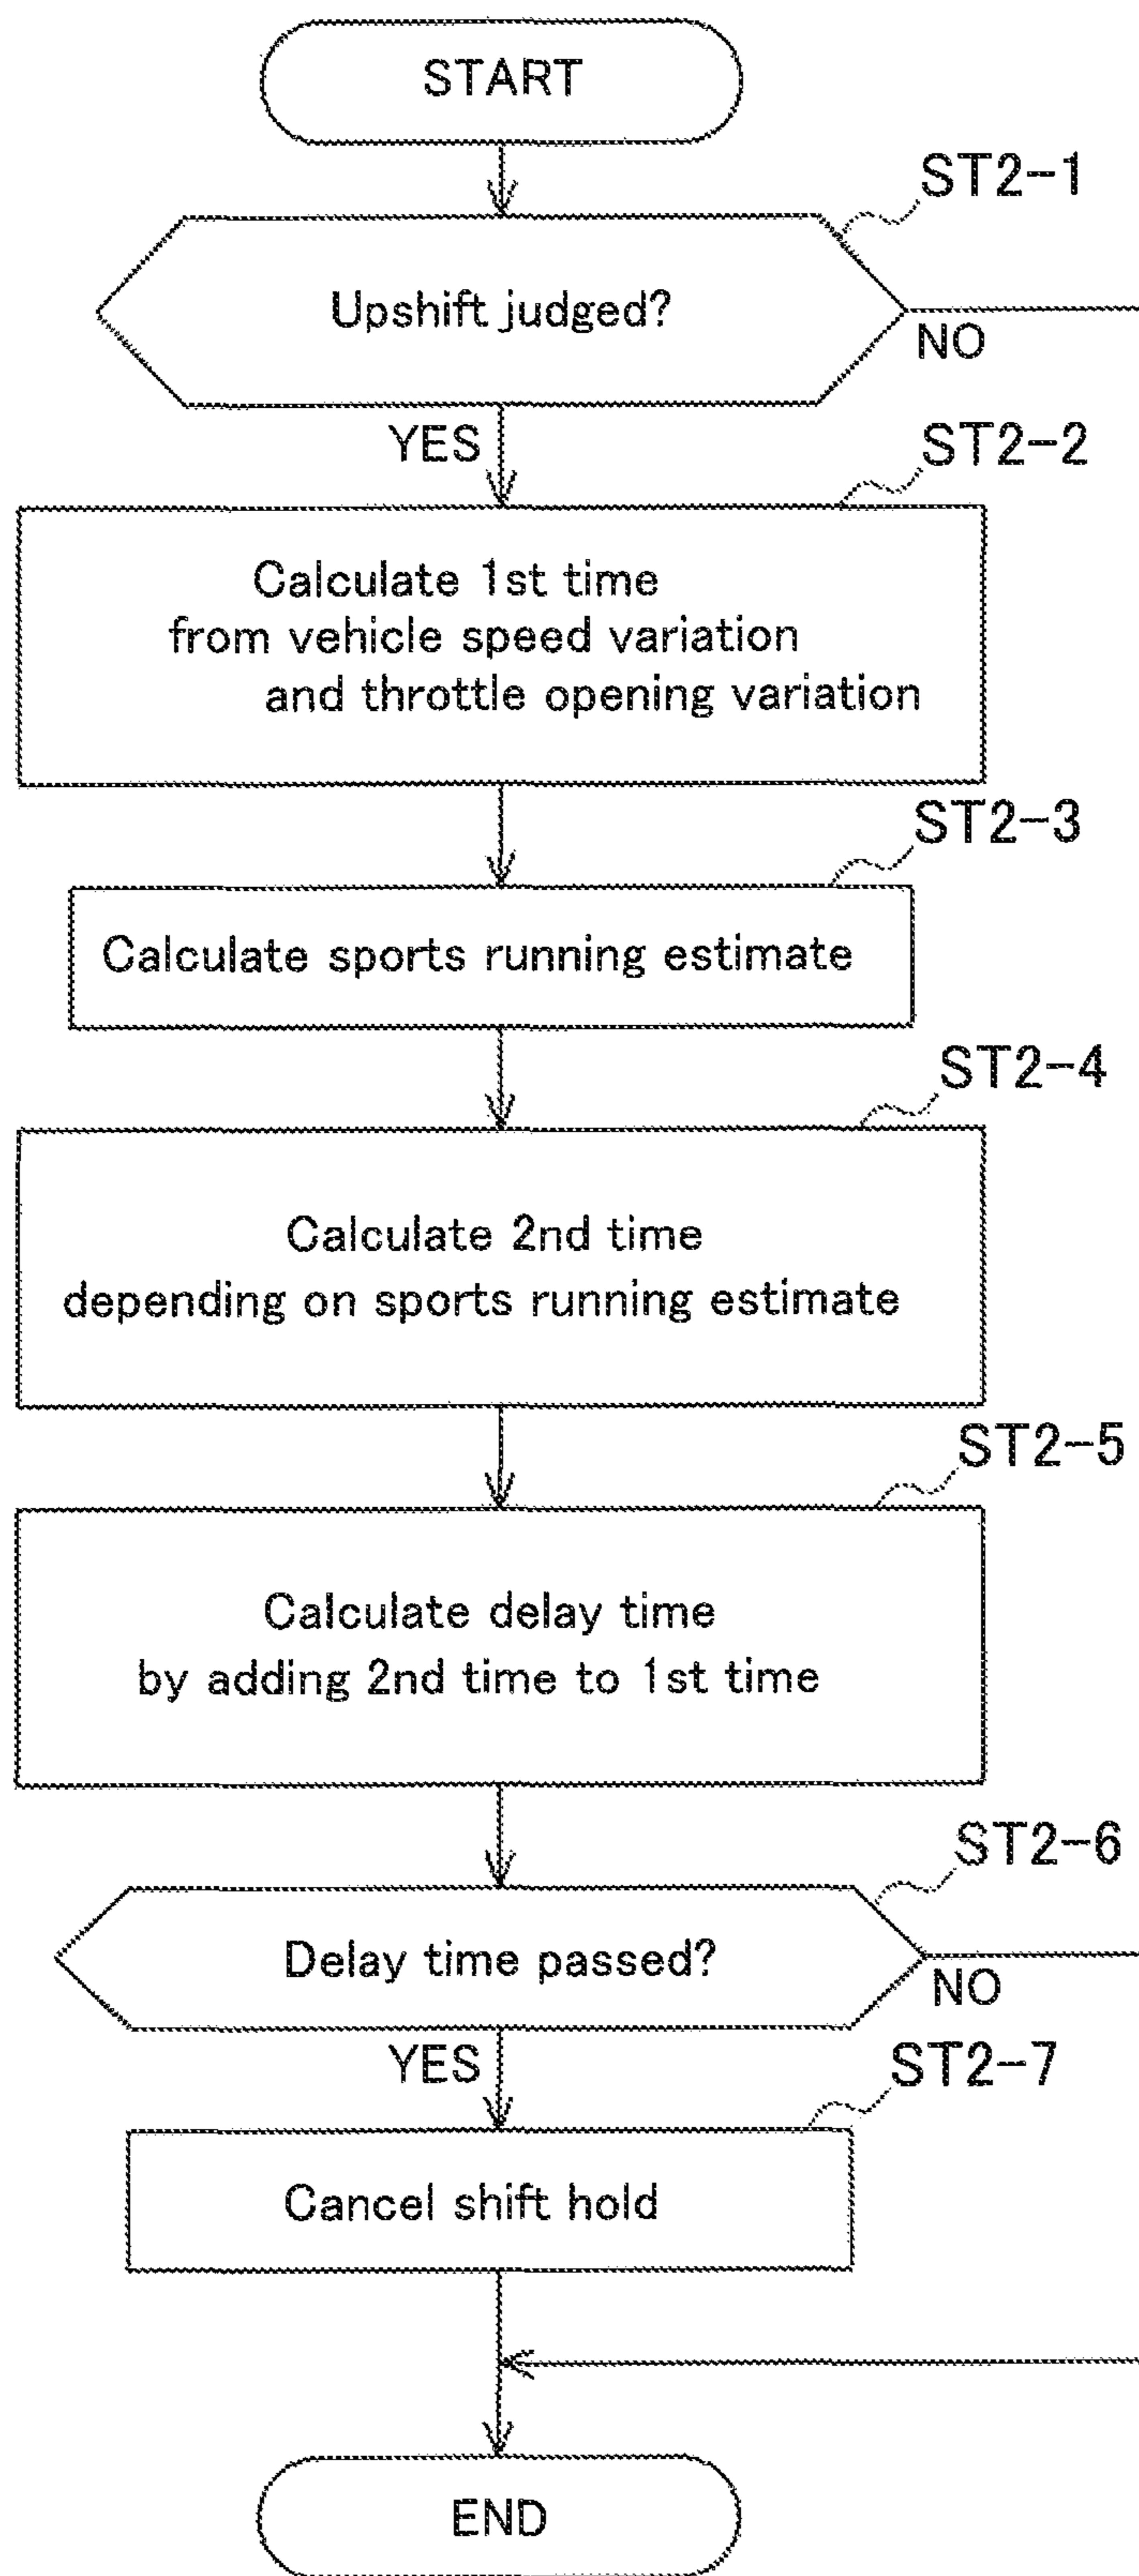 START
ST2-1
Upshift judged?
NO
YES
ST2-2
Calculate 1st time
from vehicle speed variation
and throttle opening variation
ST2-3
Calculate sports running estimate
ST2-4
Calculate 2nd time
depending on sports running estimate
ST2-5
Calculate delay time
by adding 2nd time to 1st time
ST2-6
Delay time passed?
NO
YES
ST2-7
Cancel shift hold
END